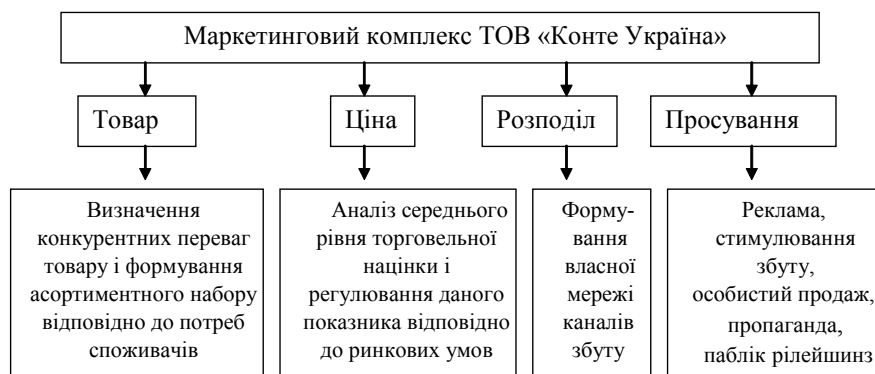 Маркетинговий комплекс ТОВ «Конте Україна»
Товар
Ціна
Розподіл
Просування
Визначення
конкурентних переваг
товару і формування
асортиментного набору
відповідно до потреб
споживачів
Аналіз середнього
рівня торговельної
націнки і
регулювання даного
показника відповідно
до ринкових умов
Форму-
вання
власної
мережі
каналів
збуту
Реклама,
стимулювання
збуту,
особистий продаж,
пропаганда,
паблік рілейшинз